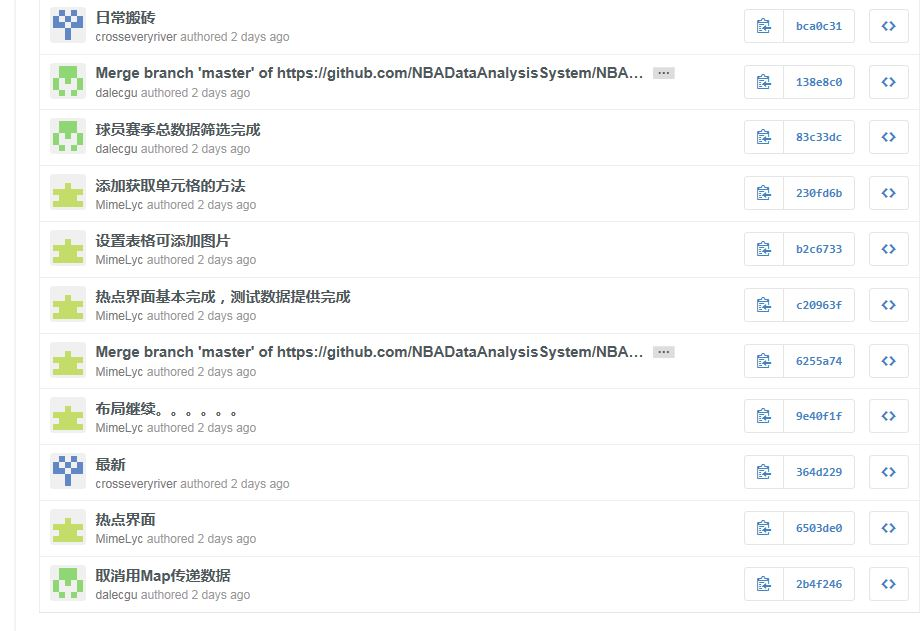 日常搬砖
bca0c31
crosseveryriver authored 2 days ago
Merge branch 'master' of https://github.com/NBADataAnalysisSystem/NBA… …
138e8c0
dalecgu authored 2 days ago
球员赛季总数据筛选完成
83c33dc
dalecgu authored 2 days ago
添加获取单元格的方法
230fd6b
MimeLyc authored 2 days ago
设置表格可添加图片
b2c6733
MimeLyc authored 2 days ago
热点界面基本完成，测试数据提供完成
c20963f
MimeLyc authored 2 days ago
Merge branch 'master' of https://github.com/NBADataAnalysisSystem/NBA… …
6255a74
MimeLyc authored 2 days ago
布局继续。。。。。。
9e40f1f
MimeLyc authored 2 days ago
最新
364d229
crosseveryriver authored 2 days ago
热点界面
6503de0
MimeLyc authored 2 days ago
取消用Map传递数据
2b4f246
dalecgu authored 2 days ago